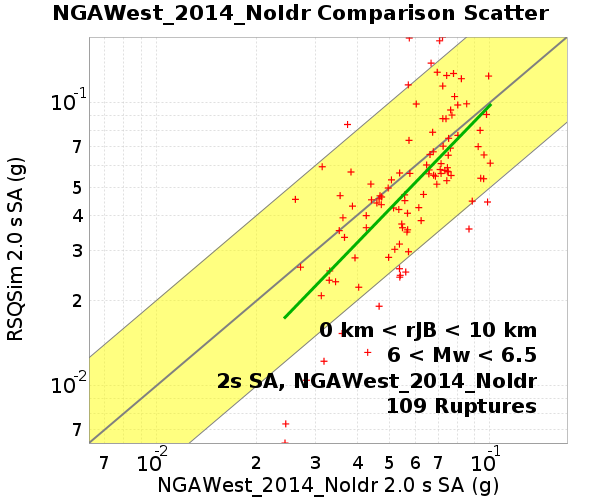 NGAWest_2014_NoIdr Comparison Scatter
RSQSim 2.0 s SA (g)
10⁻¹
7
5
4
3
2
10⁻²
7
0 km < rJB < 10 km
6 < Mw < 6.5
2s SA, NGAWest_2014_NoIdr
109 Ruptures
7 10⁻² 2 3 4 5 6 7 10⁻¹
NGAWest_2014_NoIdr 2.0 s SA (g)